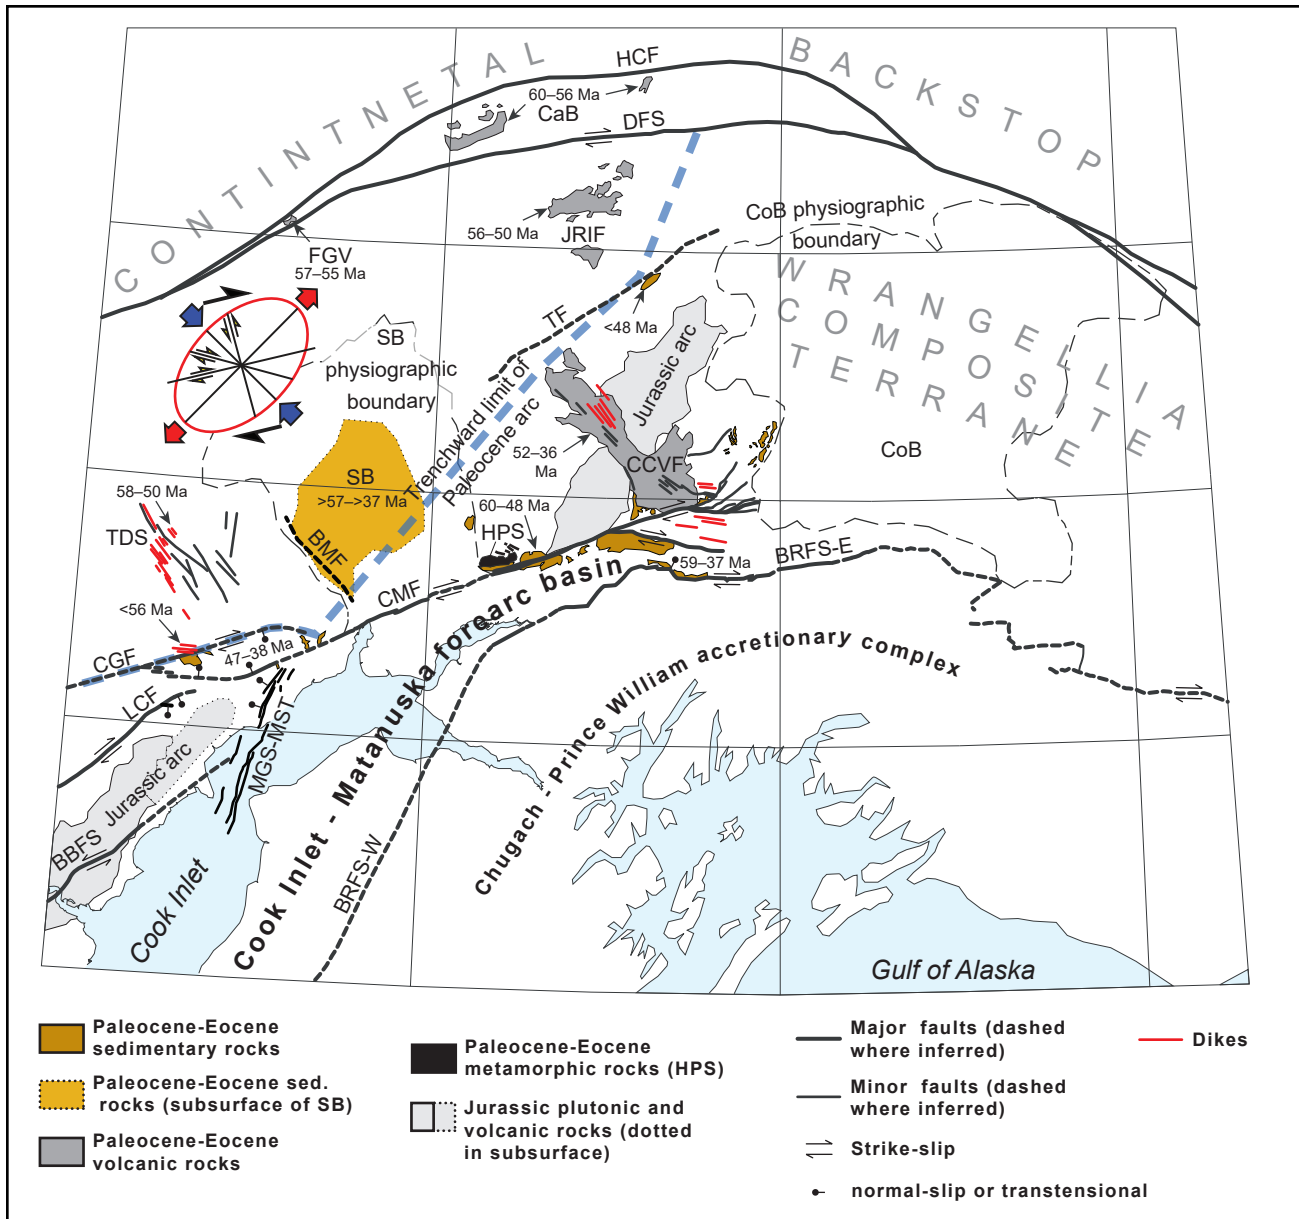 CONTINTNETAL
BACKSTOP
HCF
60–56 Ma
CaB
DFS
CoB physiographic
boundary
56–50 Ma
JRIF
FGV
57–55 Ma
WRANGELLIA
COMPOSITE
TERRANE
TF
<48 Ma
SB
physiographic
boundary
Jurassic arc
Trenchward limit of
Paleocene arc
52–36
Ma
CCVF
CoB
SB
>57–>37 Ma
58–50 Ma
TDS
60–48 Ma
HPS
BMF
BRFS-E
59–37 Ma
CMF
<56 Ma
47–38 Ma
CGF
LCF
MGS-MST
Jurassic arc
BBFS
Cook Inlet
Cook Inlet - Matanuska forearc basin
BRFS-W
Chugach - Prince William accretionary complex
Gulf of Alaska
Paleocene-Eocene
sedimentary rocks
Paleocene-Eocene sed.
rocks (subsurface of SB)
Paleocene-Eocene
volcanic rocks
Paleocene-Eocene
metamorphic rocks (HPS)
Jurassic plutonic and
volcanic rocks (dotted
in subsurface)
Major faults (dashed
where inferred)
Minor faults (dashed
where inferred)
Strike-slip
normal-slip or transtensional
Dikes